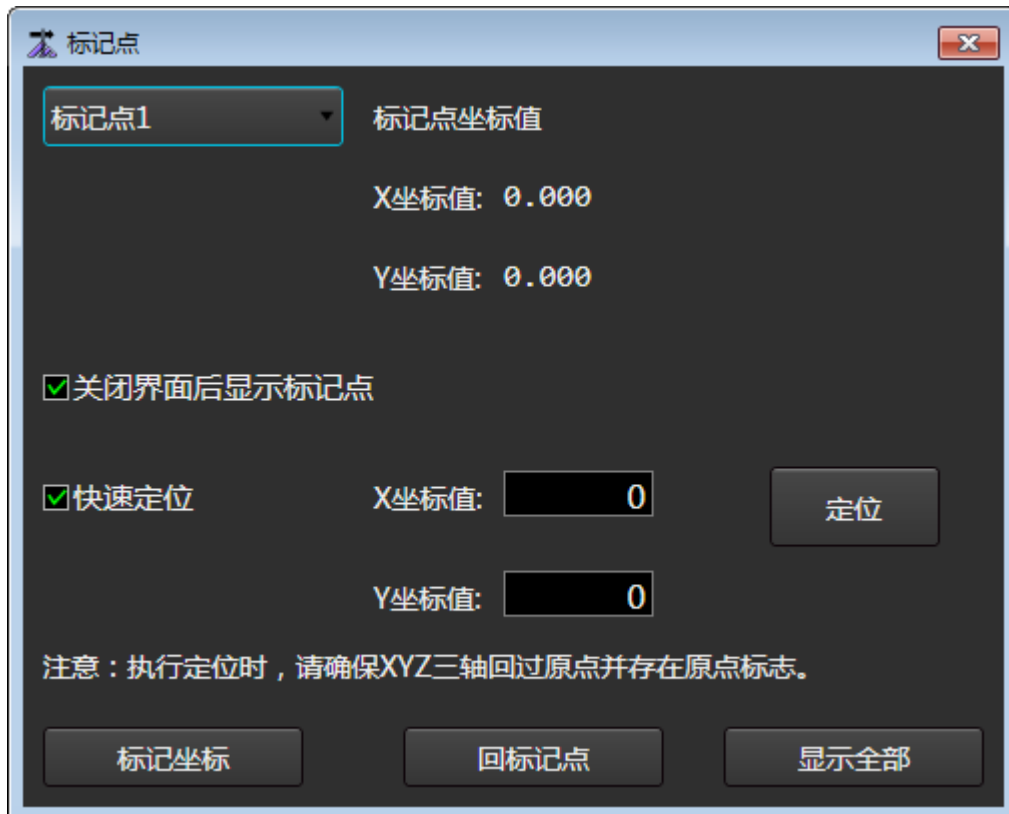 标记点
标记点1
标记点坐标值
X坐标值: 0.000
Y坐标值: 0.000
关闭界面后显示标记点
快速定位
X坐标值: 0
定位
Y坐标值: 0
注意：执行定位时，请确保XYZ三轴回过原点并存在原点标志。
标记坐标
回标记点
显示全部